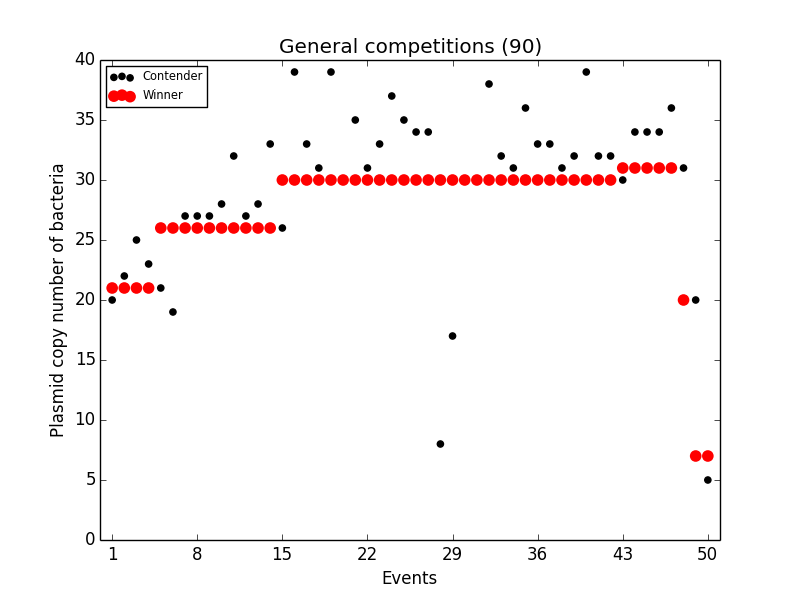 General competitions (90)
Contender
Winner
Plasmid copy number of bacteria
40
35
30
25
20
15
10
5
0
1 8 15 22 29 36 43 50
Events